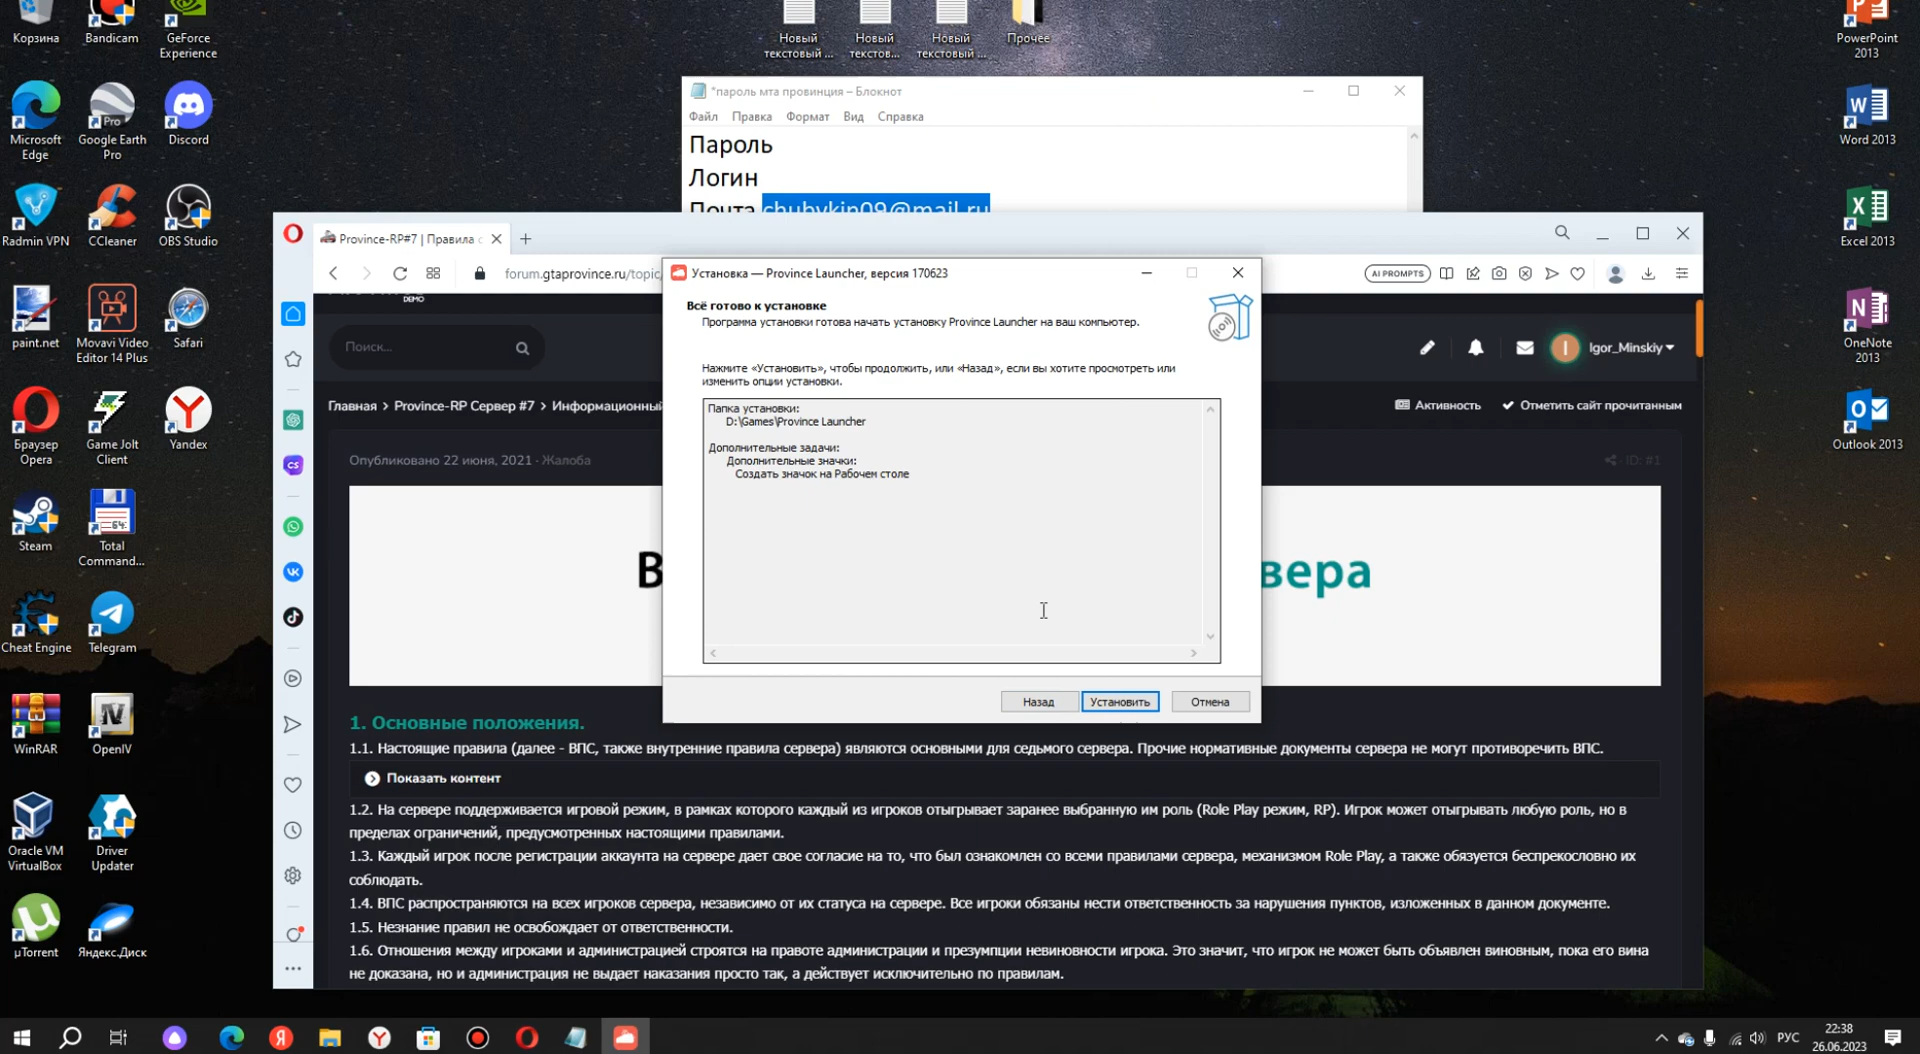 Корзина
Bandicam
GeForce
Experience
Новый
текстовый ...
Новый
текстов...
Новый
текстовый ...
Прочее
PowerPoint
2013
Microsoft
Edge
Google Earth
Pro
Discord
Word 2013
Radmin VPN
CCleaner
OBS Studio
Excel 2013
paint.net
Movavi Video
Editor 14 Plus
Safari
OneNote
2013
Браузер
Opera
Game Jolt
Client
Yandex
Outlook 2013
Steam
Total
Command...
Cheat Engine
Telegram
WinRAR
OpenIV
Oracle VM
VirtualBox
Driver
Updater
µTorrent
Яндекс.Диск
*пароль мта провинция – Блокнот
Файл Правка Формат Вид Справка
Пароль
Логин
Почта chubykin09@mail.ru
Province-RP#7 | Правила с
forum.gtaprovince.ru/topic/
AI PROMPTS
DEMO
Поиск...
Igor_Minskiy
Главная > Province-RP Сервер #7 > Информационный
Активность
Отметить сайт прочитанным
Опубликовано 22 июня, 2021 · Жалоба
ID: #1
В
вера
Установка — Province Launcher, версия 170623
Всё готово к установке
Программа установки готова начать установку Province Launcher на ваш компьютер.
Нажмите «Установить», чтобы продолжить, или «Назад», если вы хотите просмотреть или
изменить опции установки.
Папка установки:
D:\Games\Province Launcher
Дополнительные задачи:
Дополнительные значки:
Создать значок на Рабочем столе
Назад
Установить
Отмена
1. Основные положения.
1.1. Настоящие правила (далее - ВПС, также внутренние правила сервера) являются основными для седьмого сервера. Прочие нормативные документы сервера не могут противоречить ВПС.
Показать контент
1.2. На сервере поддерживается игровой режим, в рамках которого каждый из игроков отыгрывает заранее выбранную им роль (Role Play режим, RP). Игрок может отыгрывать любую роль, но в
пределах ограничений, предусмотренных настоящими правилами.
1.3. Каждый игрок после регистрации аккаунта на сервере дает свое согласие на то, что был ознакомлен со всеми правилами сервера, механизмом Role Play, а также обязуется беспрекословно их
соблюдать.
1.4. ВПС распространяются на всех игроков сервера, независимо от их статуса на сервере. Все игроки обязаны нести ответственность за нарушения пунктов, изложенных в данном документе.
1.5. Незнание правил не освобождает от ответственности.
1.6. Отношения между игроками и администрацией строятся на правоте администрации и презумпции невиновности игрока. Это значит, что игрок не может быть объявлен виновным, пока его вина
не доказана, но и администрация не выдает наказания просто так, а действует исключительно по правилам.
РУС
22:38
26.06.2023